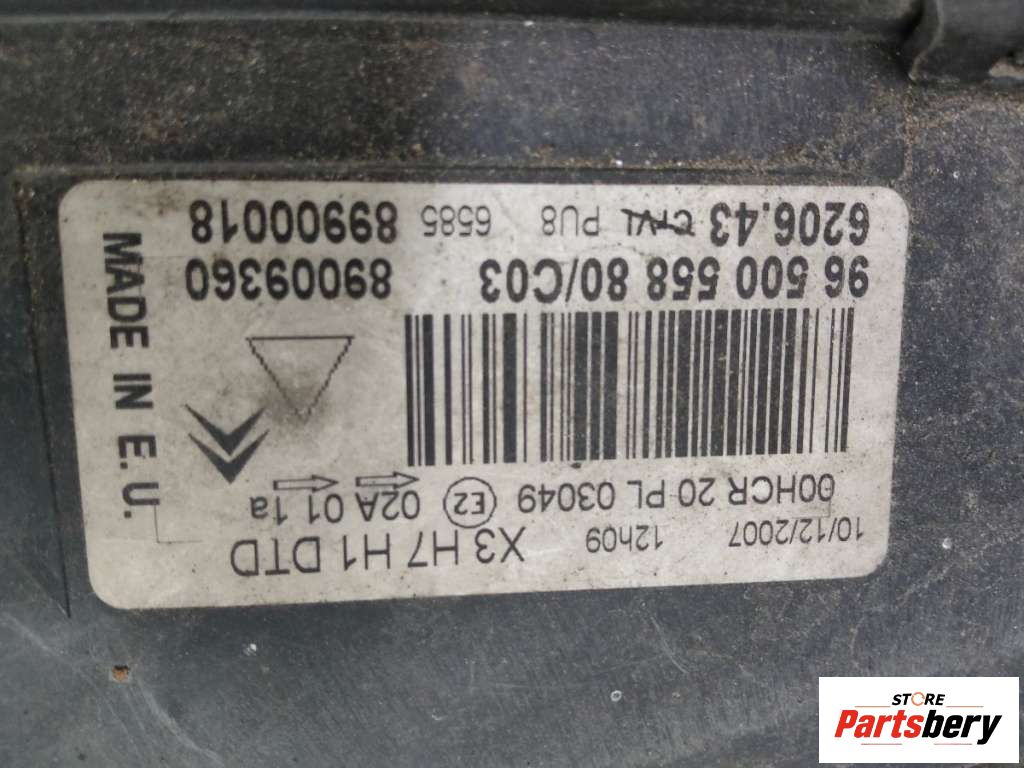 10/12/2007 12h09 X3 H7 H1 DTD
00HCR 20 PL 03049 E2 02A 01 1a
96 500 558 80/C03 89009360
6206.43 PU8 6585 89900018
MADE IN E.U.
STORE
Partsbery